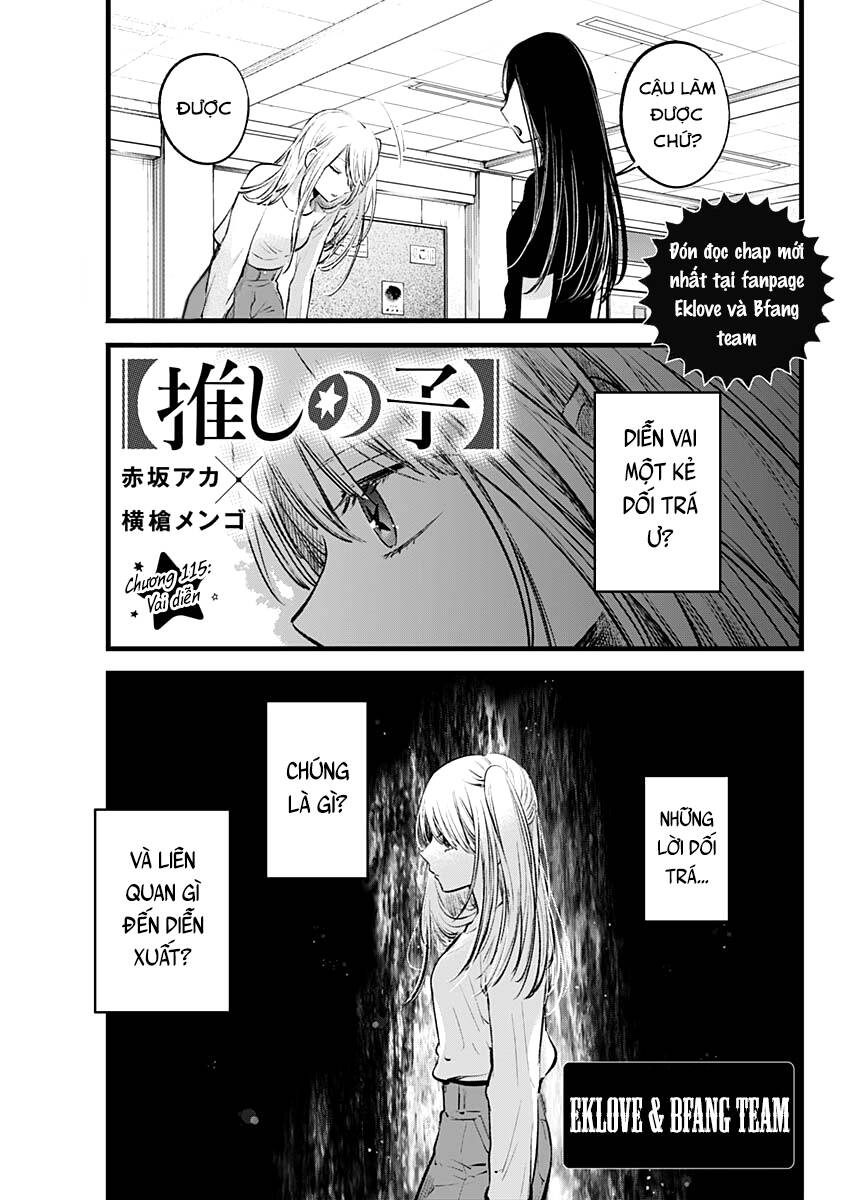 CẬU LÀM
ĐƯỢC
CHỨ?
ĐƯỢC
Đón đọc chap mới
nhất tại fanpage
Eklove và Bfang
team
【推しの子】
赤坂アカ×
横槍メンゴ
Chương 115:
Vai diễn
DIỄN VAI
MỘT KẺ
DỐI TRÁ
Ư?
NHỮNG
LỜI DỐI
TRÁ...
CHÚNG
LÀ GÌ?
VÀ LIÊN
QUAN GÌ
ĐẾN DIỄN
XUẤT?
EKLOVE & BFANG TEAM